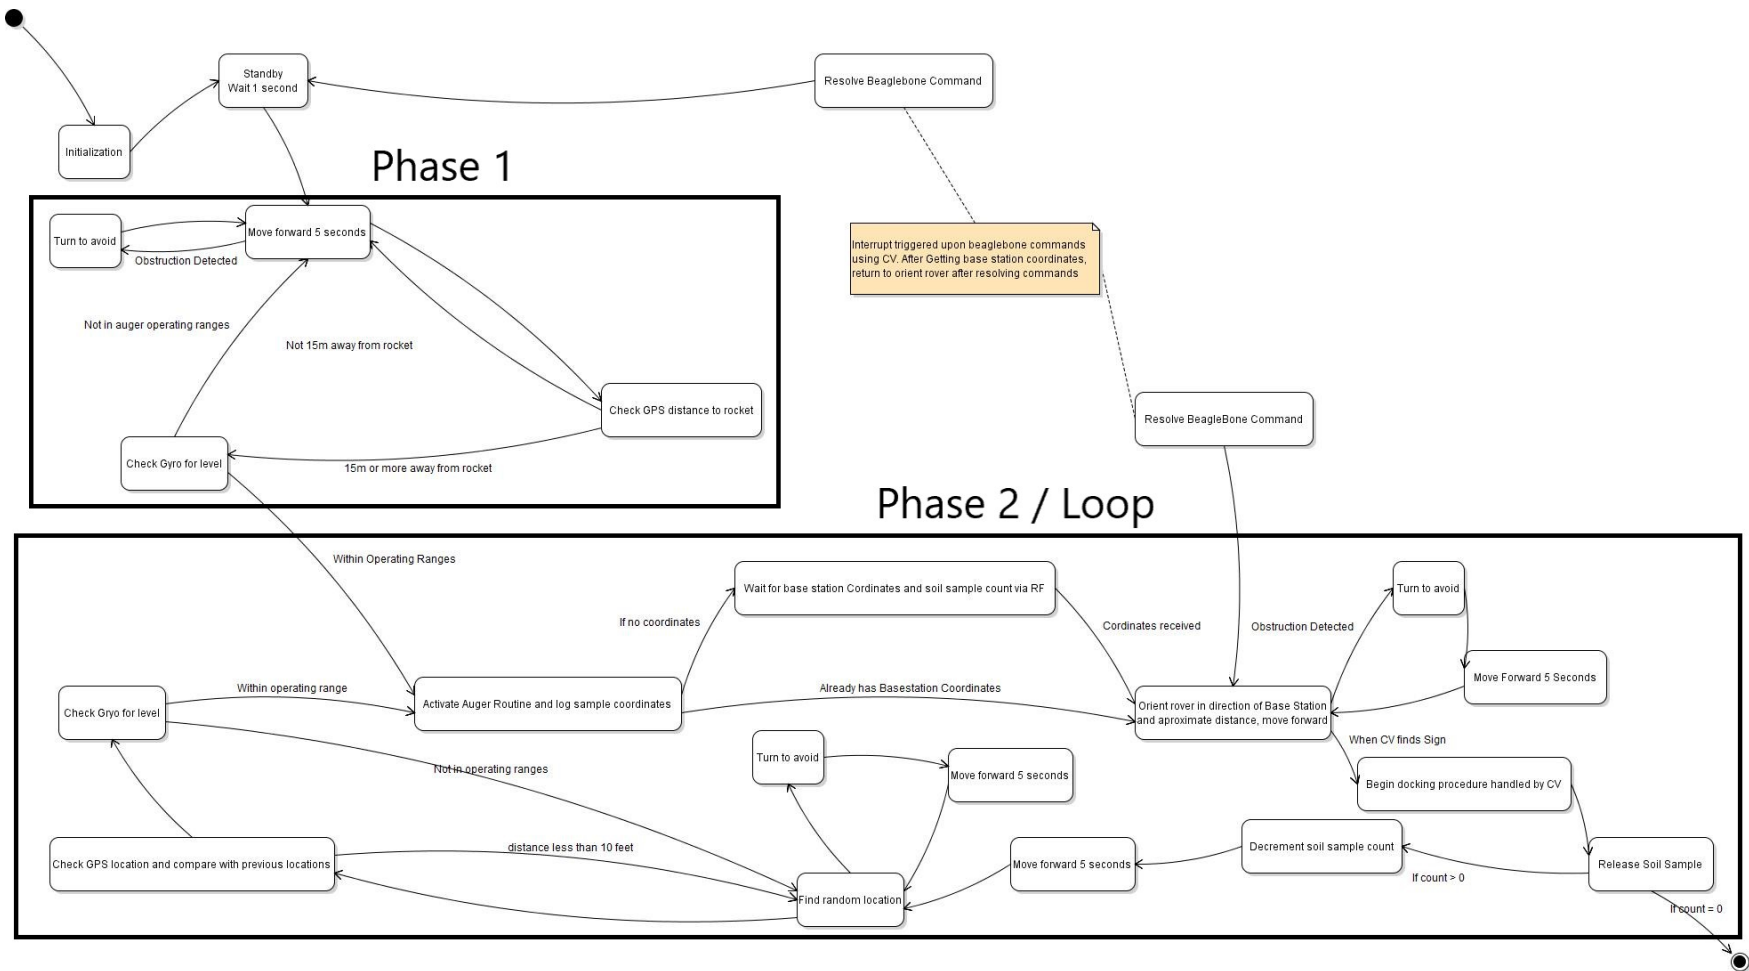 Standby
Wait 1 second
Resolve Beaglebone Command
Initialization
Phase 1
Turn to avoid
Move forward 5 seconds
Obstruction Detected
Interrupt triggered upon beaglebone commands
using CV. After Getting base station coordinates,
return to orient rover after resolving commands
Not in auger operating ranges
Not 15m away from rocket
Check GPS distance to rocket
Resolve BeagleBone Command
Check Gyro for level
15m or more away from rocket
Phase 2 / Loop
Within Operating Ranges
Wait for base station Cordinates and soil sample count via RF
Turn to avoid
If no coordinates
Cordinates received
Obstruction Detected
Move Forward 5 Seconds
Within operating range
Already has Basestation Coordinates
Check Gryo for level
Activate Auger Routine and log sample coordinates
Orient rover in direction of Base Station
and aproximate distance, move forward
When CV finds Sign
Turn to avoid
Not in operating ranges
Move forward 5 seconds
Begin docking procedure handled by CV
distance less than 10 feet
Decrement soil sample count
Check GPS location and compare with previous locations
Move forward 5 seconds
Release Soil Sample
If count > 0
Find random location
If count = 0